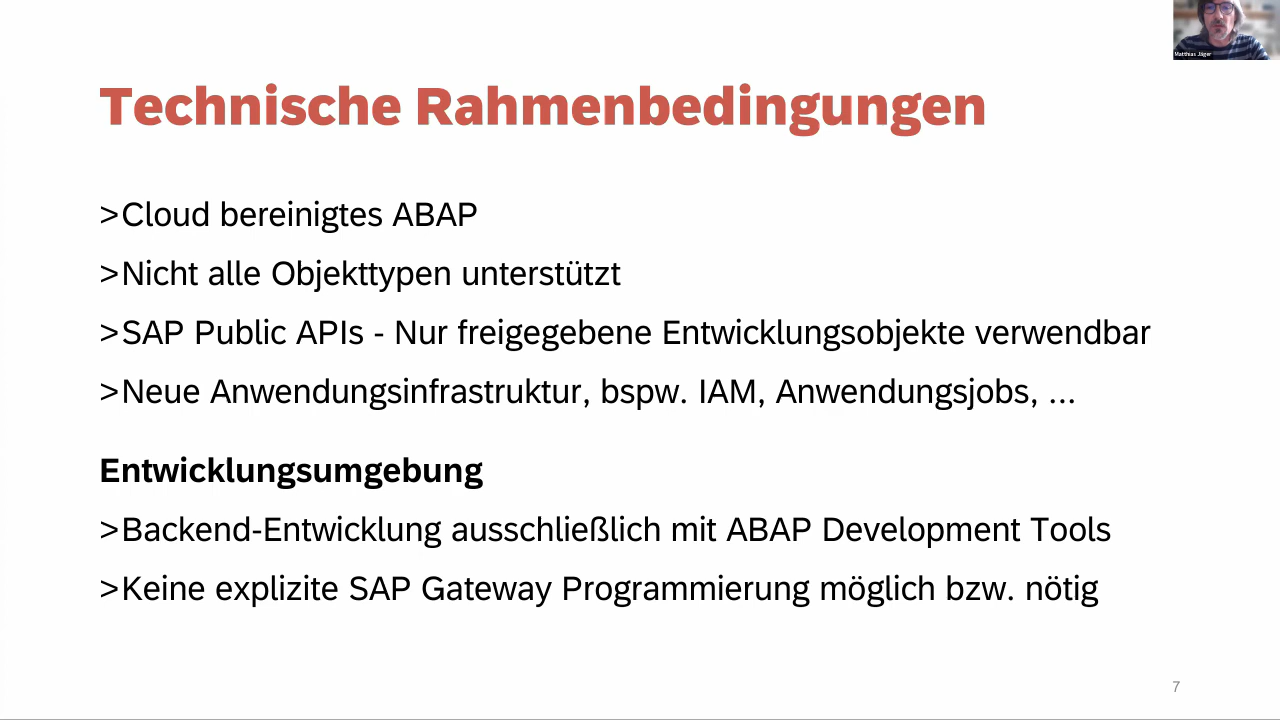 Matthias Jäger
Technische Rahmenbedingungen
>Cloud bereinigtes ABAP
>Nicht alle Objekttypen unterstützt
>SAP Public APIs - Nur freigegebene Entwicklungsobjekte verwendbar
>Neue Anwendungsinfrastruktur, bspw. IAM, Anwendungsjobs, ...
Entwicklungsumgebung
>Backend-Entwicklung ausschließlich mit ABAP Development Tools
>Keine explizite SAP Gateway Programmierung möglich bzw. nötig
7